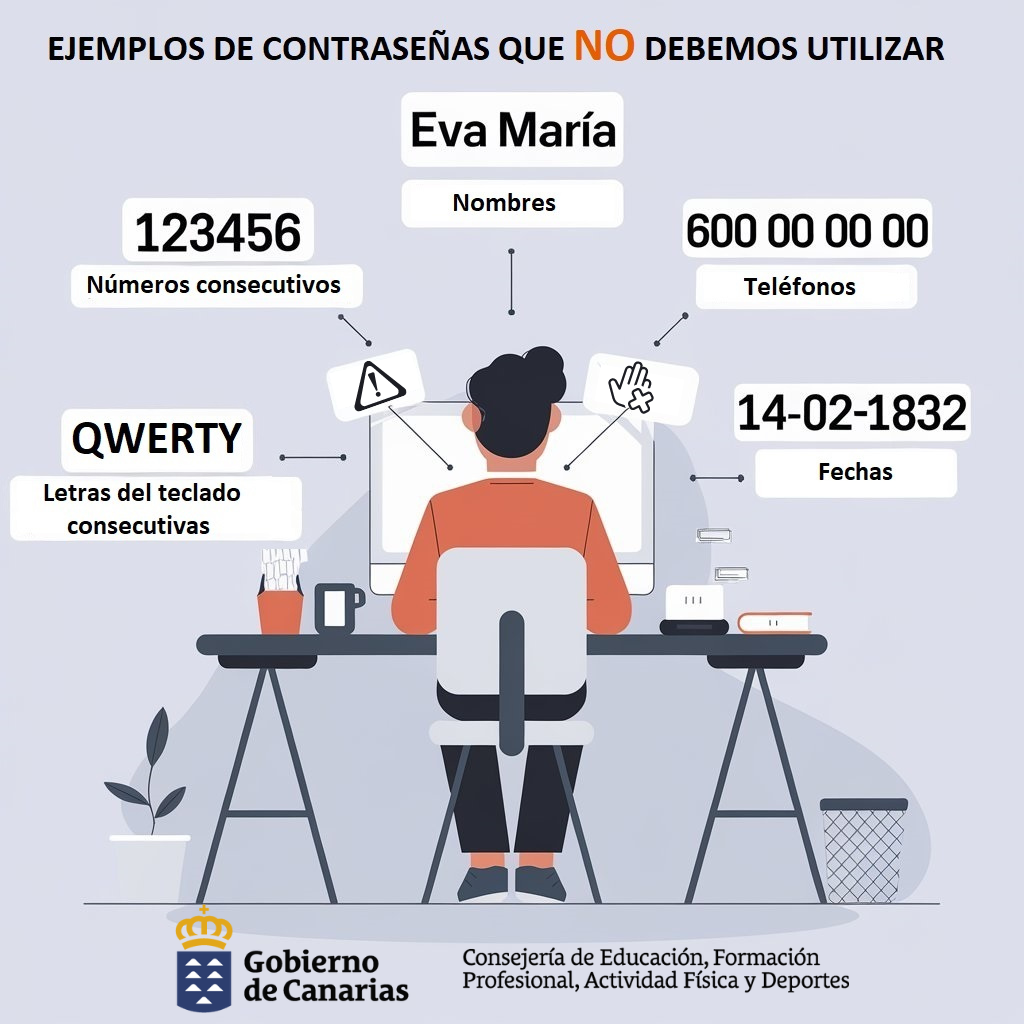 EJEMPLOS DE CONTRASEÑAS QUE NO DEBEMOS UTILIZAR
Eva María
Nombres
123456
Números consecutivos
600 00 00 00
Teléfonos
QWERTY
Letras del teclado
consecutivas
14-02-1832
Fechas
Gobierno
de Canarias
Consejería de Educación, Formación
Profesional, Actividad Física y Deportes